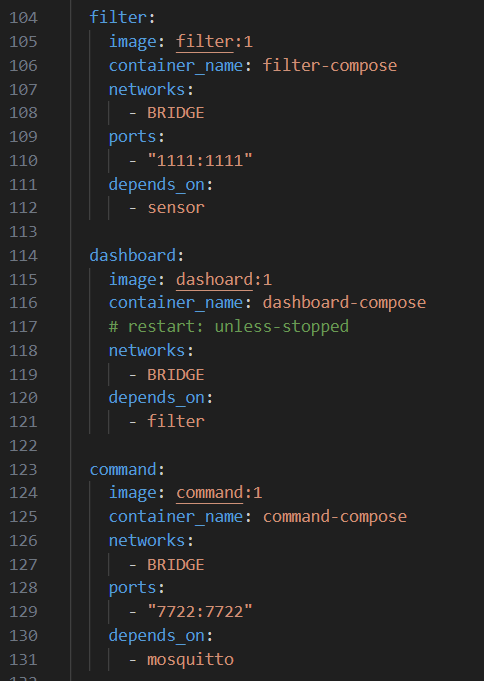 104 filter:
105 image: filter:1
106 container_name: filter-compose
107 networks:
108 - BRIDGE
109 ports:
110 - "1111:1111"
111 depends_on:
112 - sensor
113
114 dashboard:
115 image: dashoard:1
116 container_name: dashboard-compose
117 # restart: unless-stopped
118 networks:
119 - BRIDGE
120 depends_on:
121 - filter
122
123 command:
124 image: command:1
125 container_name: command-compose
126 networks:
127 - BRIDGE
128 ports:
129 - "7722:7722"
130 depends_on:
131 - mosquitto